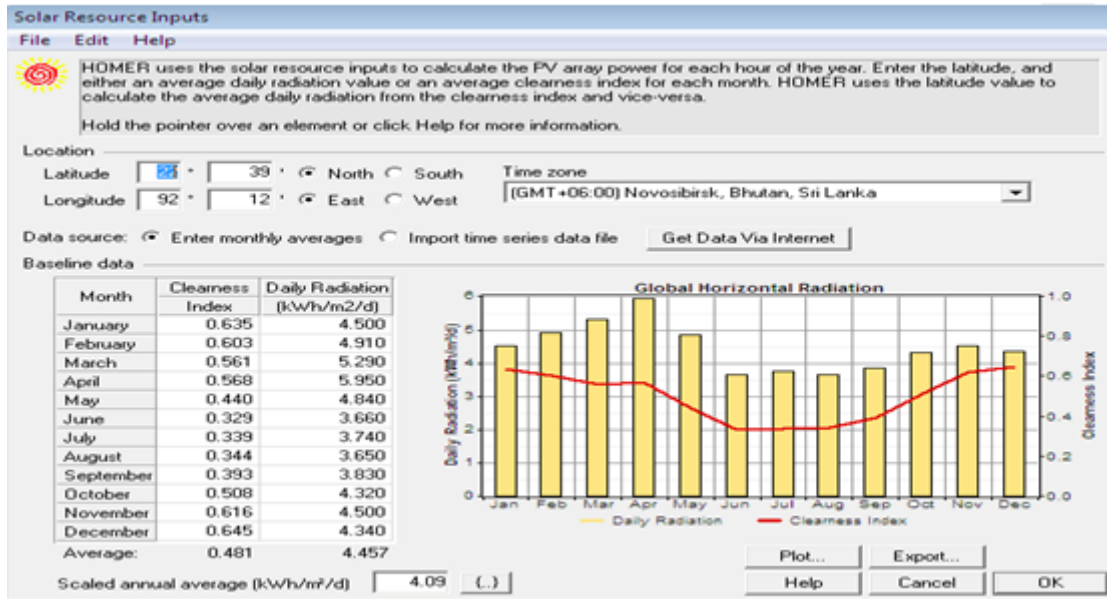 Solar Resource Inputs
File Edit Help
HOMER uses the solar resource inputs to calculate the PV array power for each hour of the year. Enter the latitude, and
either an average daily radiation value or an average clearness index for each month. HOMER uses the latitude value to
calculate the average daily radiation from the clearness index and vice-versa.
Hold the pointer over an element or click Help for more information.
Location
Latitude ° 39 ' North South Time zone
Longitude 92 ° 12 ' East West (GMT+06:00) Novosibirsk, Bhutan, Sri Lanka
Data source: Enter monthly averages Import time series data file Get Data Via Internet
Baseline data
Month Clearness Index Daily Radiation (kWh/m2/d)
January 0.635 4.500
February 0.603 4.910
March 0.561 5.290
April 0.568 5.950
May 0.440 4.840
June 0.329 3.660
July 0.339 3.740
August 0.344 3.650
September 0.393 3.830
October 0.508 4.320
November 0.616 4.500
December 0.645 4.340
Average: 0.481 4.457
Scaled annual average (kWh/m²/d) 4.09 {..}
Global Horizontal Radiation
Daily Radiation (kWh/m²/d)
6
5
4
3
2
1
0
1.0
0.8
0.6
0.4
0.2
0.0
Clearness Index
Jan Feb Mar Apr May Jun Jul Aug Sep Oct Nov Dec
Daily Radiation Clearness Index
Plot... Export...
Help Cancel OK